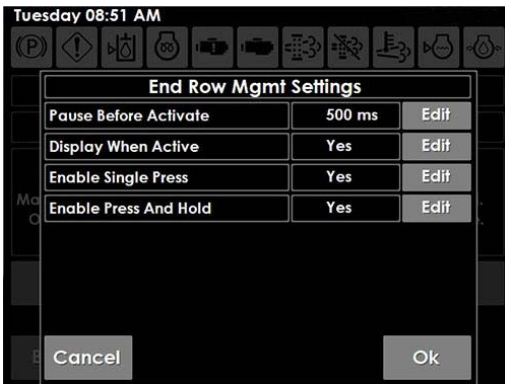 Tuesday 08:51 AM
(P)
End Row Mgmt Settings
Pause Before Activate 500 ms Edit
Display When Active Yes Edit
Enable Single Press Yes Edit
Enable Press And Hold Yes Edit
Ma
O
E
Cancel Ok